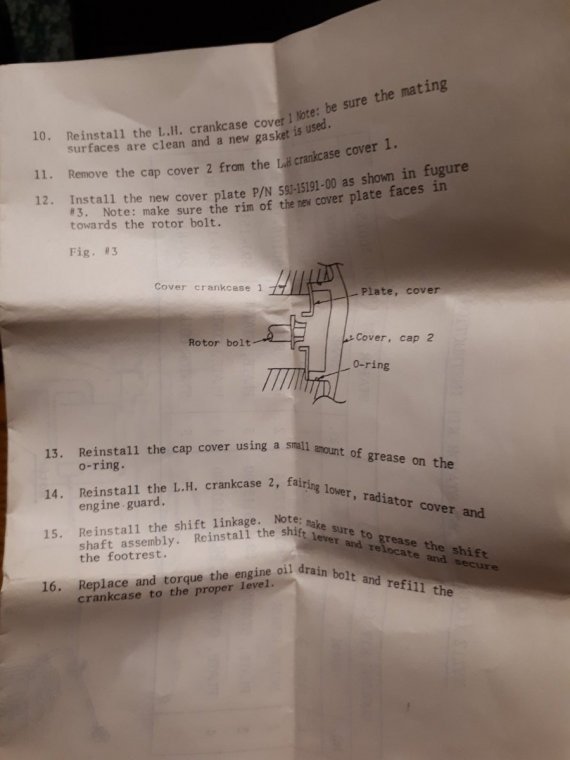 10. Reinstall the L.H. crankcase cover 1 Note: be sure the mating
surfaces are clean and a new gasket is used.
11. Remove the cap cover 2 from the L.H crankcase cover 1.
12. Install the new cover plate P/N 59J-15191-00 as shown in fugure
#3. Note: make sure the rim of the new cover plate faces in
towards the rotor bolt.
Fig. #3
Cover crankcase 1
Plate, cover
Rotor bolt
Cover, cap 2
O-ring
13. Reinstall the cap cover using a small amount of grease on the
o-ring.
14. Reinstall the L.H. crankcase 2, fairing lower, radiator cover and
engine guard.
15. Reinstall the shift linkage. Note: make sure to grease the shift
shaft assembly. Reinstall the shift lever and relocate and secure
the footrest.
16. Replace and torque the engine oil drain bolt and refill the
crankcase to the proper level.